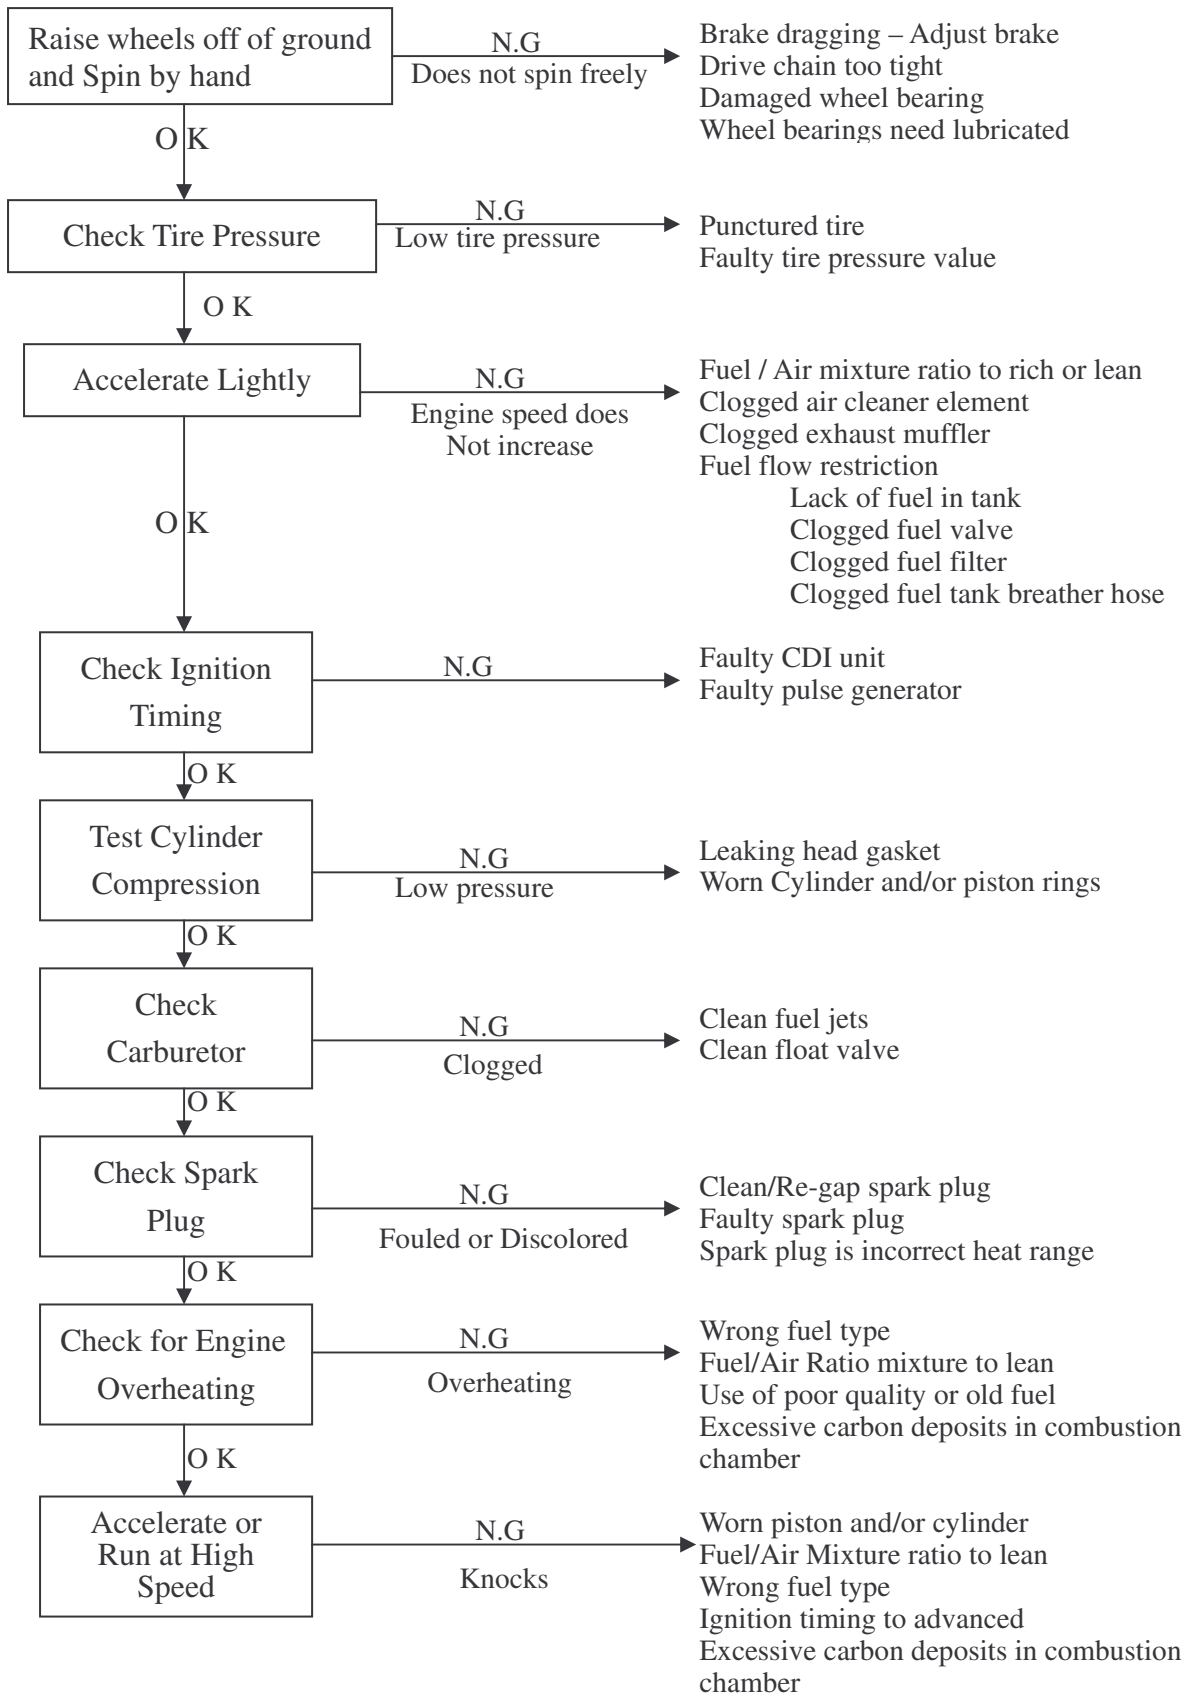 Raise wheels off of ground
and Spin by hand
N.G
Does not spin freely
Brake dragging – Adjust brake
Drive chain too tight
Damaged wheel bearing
Wheel bearings need lubricated
O K
Check Tire Pressure
N.G
Low tire pressure
Punctured tire
Faulty tire pressure value
O K
Accelerate Lightly
N.G
Engine speed does
Not increase
Fuel / Air mixture ratio to rich or lean
Clogged air cleaner element
Clogged exhaust muffler
Fuel flow restriction
Lack of fuel in tank
Clogged fuel valve
Clogged fuel filter
Clogged fuel tank breather hose
O K
Check Ignition
Timing
N.G
Faulty CDI unit
Faulty pulse generator
O K
Test Cylinder
Compression
N.G
Low pressure
Leaking head gasket
Worn Cylinder and/or piston rings
O K
Check
Carburetor
N.G
Clogged
Clean fuel jets
Clean float valve
O K
Check Spark
Plug
N.G
Fouled or Discolored
Clean/Re-gap spark plug
Faulty spark plug
Spark plug is incorrect heat range
O K
Check for Engine
Overheating
N.G
Overheating
Wrong fuel type
Fuel/Air Ratio mixture to lean
Use of poor quality or old fuel
Excessive carbon deposits in combustion
chamber
O K
Accelerate or
Run at High
Speed
N.G
Knocks
Worn piston and/or cylinder
Fuel/Air Mixture ratio to lean
Wrong fuel type
Ignition timing to advanced
Excessive carbon deposits in combustion
chamber